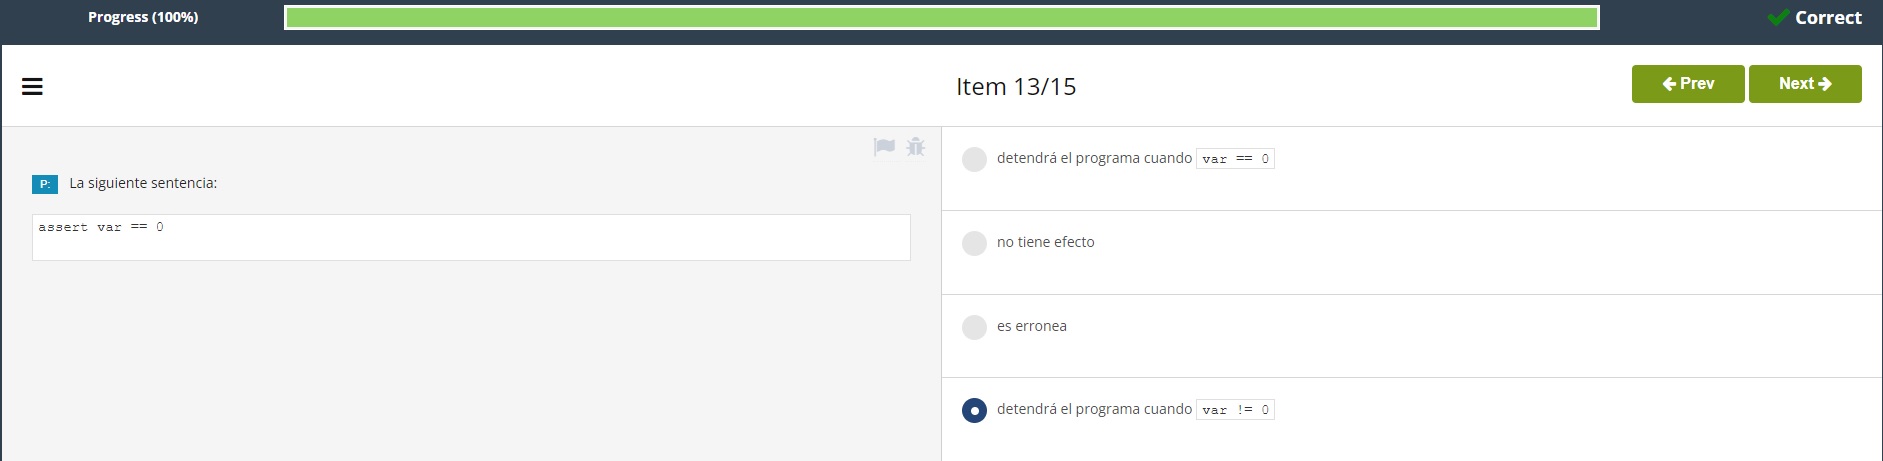 Progress (100%)
Correct
Item 13/15
Prev
Next
P: La siguiente sentencia:
assert var == 0
detendrá el programa cuando var == 0
no tiene efecto
es erronea
detendrá el programa cuando var != 0